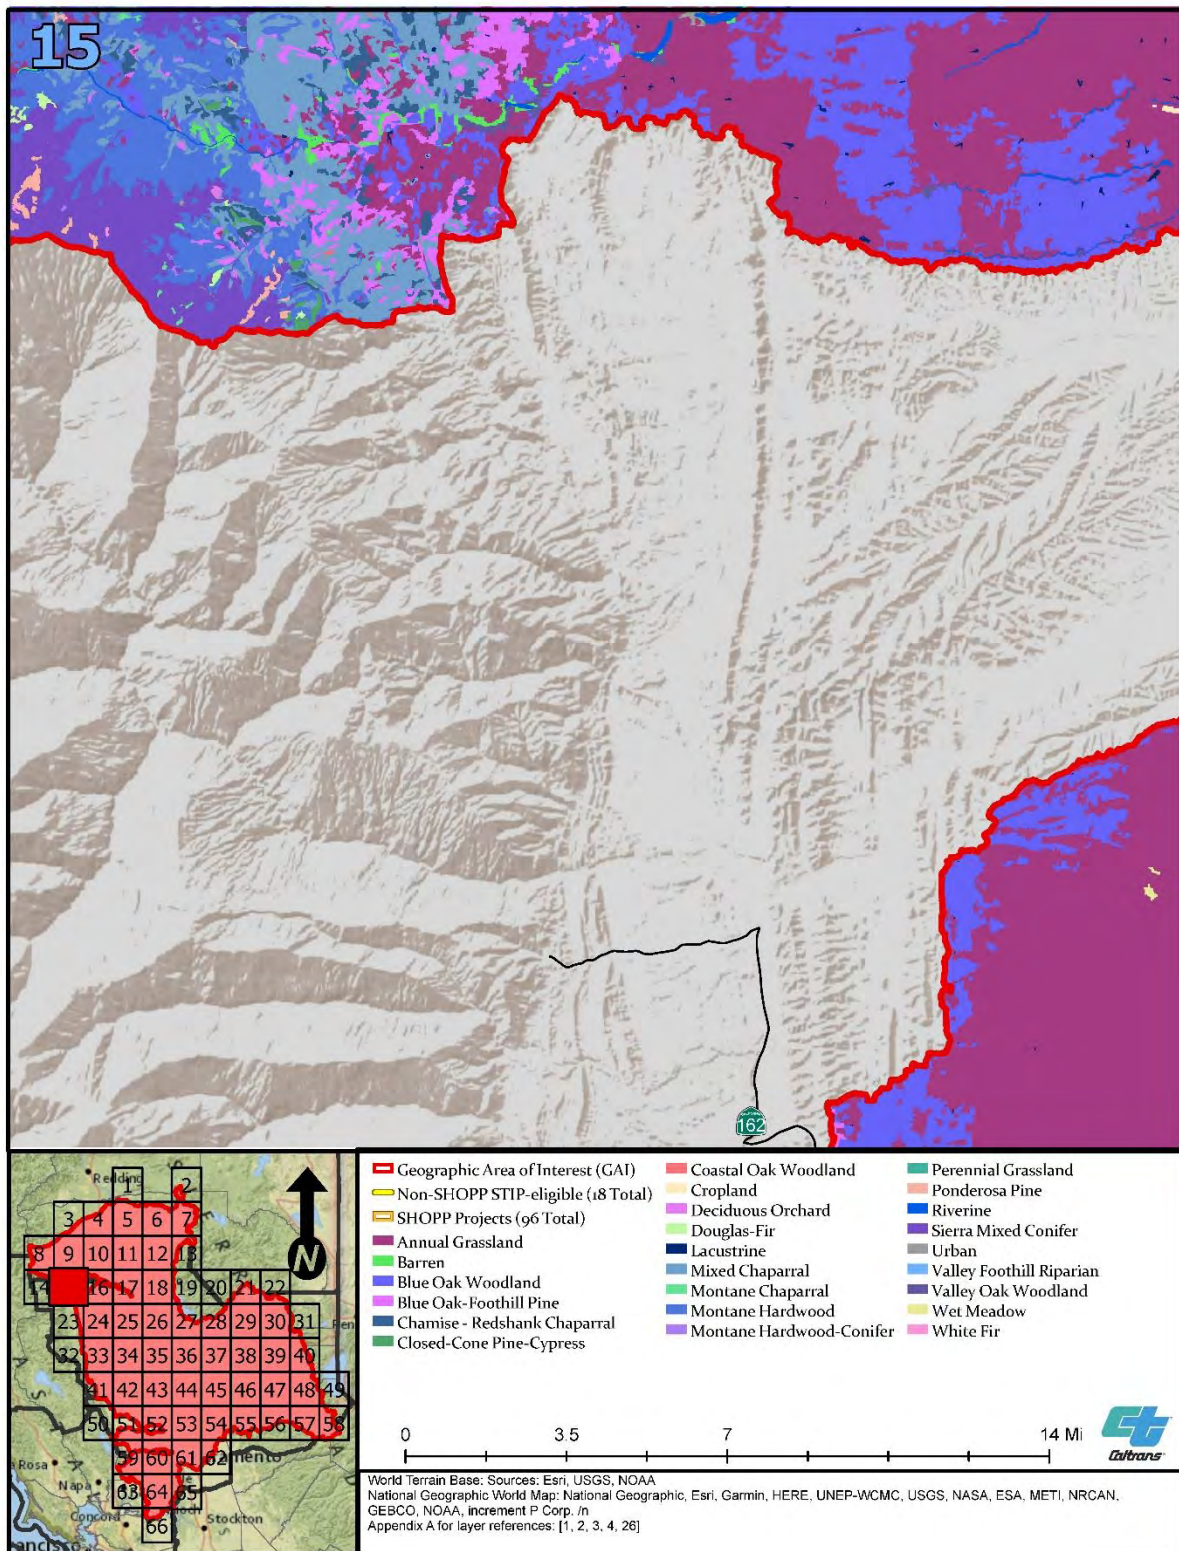 15
CALIFORNIA
162
Geographic Area of Interest (GAI)
Non-SHOPP STIP-eligible (18 Total)
SHOPP Projects (96 Total)
Annual Grassland
Barren
Blue Oak Woodland
Blue Oak-Foothill Pine
Chamise - Redshank Chaparral
Closed-Cone Pine-Cypress
Coastal Oak Woodland
Cropland
Deciduous Orchard
Douglas-Fir
Lacustrine
Mixed Chaparral
Montane Chaparral
Montane Hardwood
Montane Hardwood-Conifer
Perennial Grassland
Ponderosa Pine
Riverine
Sierra Mixed Conifer
Urban
Valley Foothill Riparian
Valley Oak Woodland
Wet Meadow
White Fir
0 3.5 7 14 Mi
Caltrans
World Terrain Base: Sources: Esri, USGS, NOAA
National Geographic World Map: National Geographic, Esri, Garmin, HERE, UNEP-WCMC, USGS, NASA, ESA, METI, NRCAN,
GEBCO, NOAA, increment P Corp. /n
Appendix A for layer references: [1, 2, 3, 4, 26]
N
Redding
1 2
3 4 5 6 7
8 9 10 11 12 13
14 16 17 18 19 20 21 22
23 24 25 26 27 28 29 30 31
32 33 34 35 36 37 38 39 40
41 42 43 44 45 46 47 48 49
50 51 52 53 54 55 56 57 58
59 60 61 62
63 64 65
66
a Rosa
Napa
Concord
Stockton
amento
ancisco